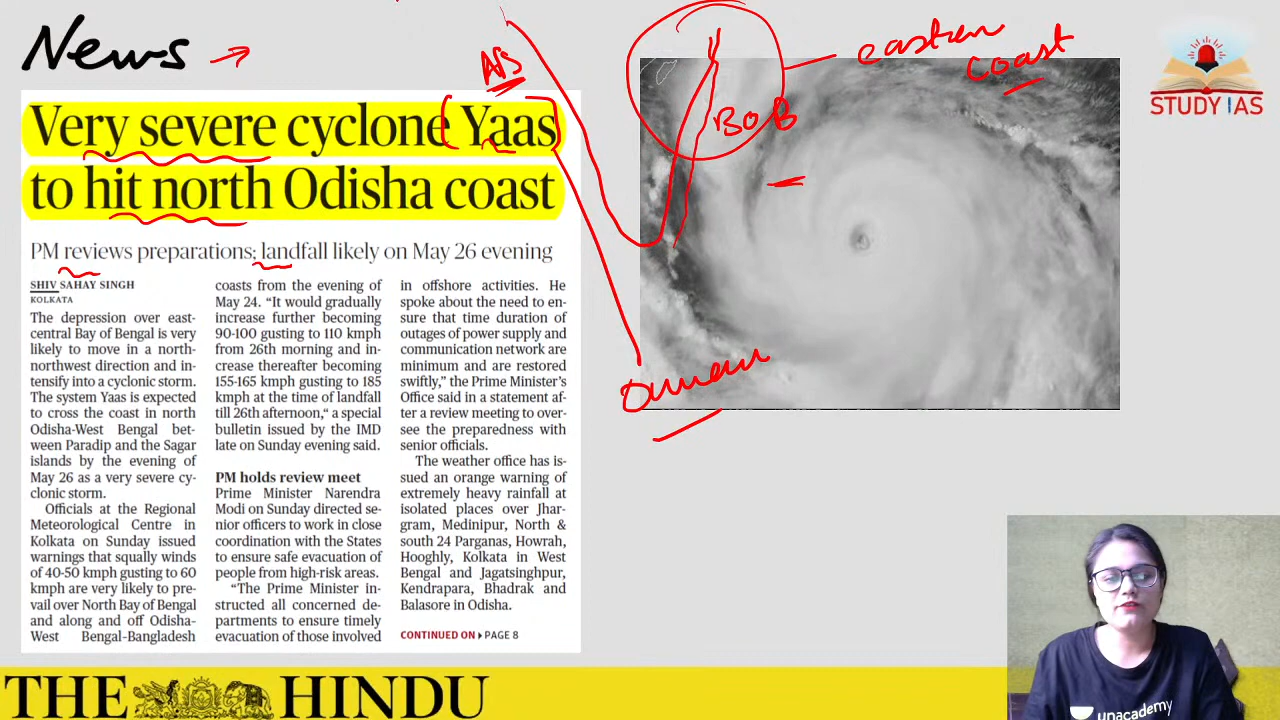 News →
AS
BOB
eastern
coast
STUDY IAS
Very severe cyclone Yaas
to hit north Odisha coast
PM reviews preparations; landfall likely on May 26 evening
SHIV SAHAY SINGH
KOLKATA
The depression over east-
central Bay of Bengal is very
likely to move in a north-
northwest direction and in-
tensify into a cyclonic storm.
The system Yaas is expected
to cross the coast in north
Odisha-West Bengal bet-
ween Paradip and the Sagar
islands by the evening of
May 26 as a very severe cy-
clonic storm.
Officials at the Regional
Meteorological Centre in
Kolkata on Sunday issued
warnings that squally winds
of 40-50 kmph gusting to 60
kmph are very likely to pre-
vail over North Bay of Bengal
and along and off Odisha-
West Bengal-Bangladesh
coasts from the evening of
May 24. “It would gradually
increase further becoming
90-100 gusting to 110 kmph
from 26th morning and in-
crease thereafter becoming
155-165 kmph gusting to 185
kmph at the time of landfall
till 26th afternoon,“ a special
bulletin issued by the IMD
late on Sunday evening said.
PM holds review meet
Prime Minister Narendra
Modi on Sunday directed se-
nior officers to work in close
coordination with the States
to ensure safe evacuation of
people from high-risk areas.
“The Prime Minister in-
structed all concerned de-
partments to ensure timely
evacuation of those involved
in offshore activities. He
spoke about the need to en-
sure that time duration of
outages of power supply and
communication network are
minimum and are restored
swiftly,” the Prime Minister’s
Office said in a statement af-
ter a review meeting to over-
see the preparedness with
senior officials.
The weather office has is-
sued an orange warning of
extremely heavy rainfall at
isolated places over Jhar-
gram, Medinipur, North &
south 24 Parganas, Howrah,
Hooghly, Kolkata in West
Bengal and Jagatsinghpur,
Kendrapara, Bhadrak and
Balasore in Odisha.
CONTINUED ON ▸ PAGE 8
THE HINDU
unacademy